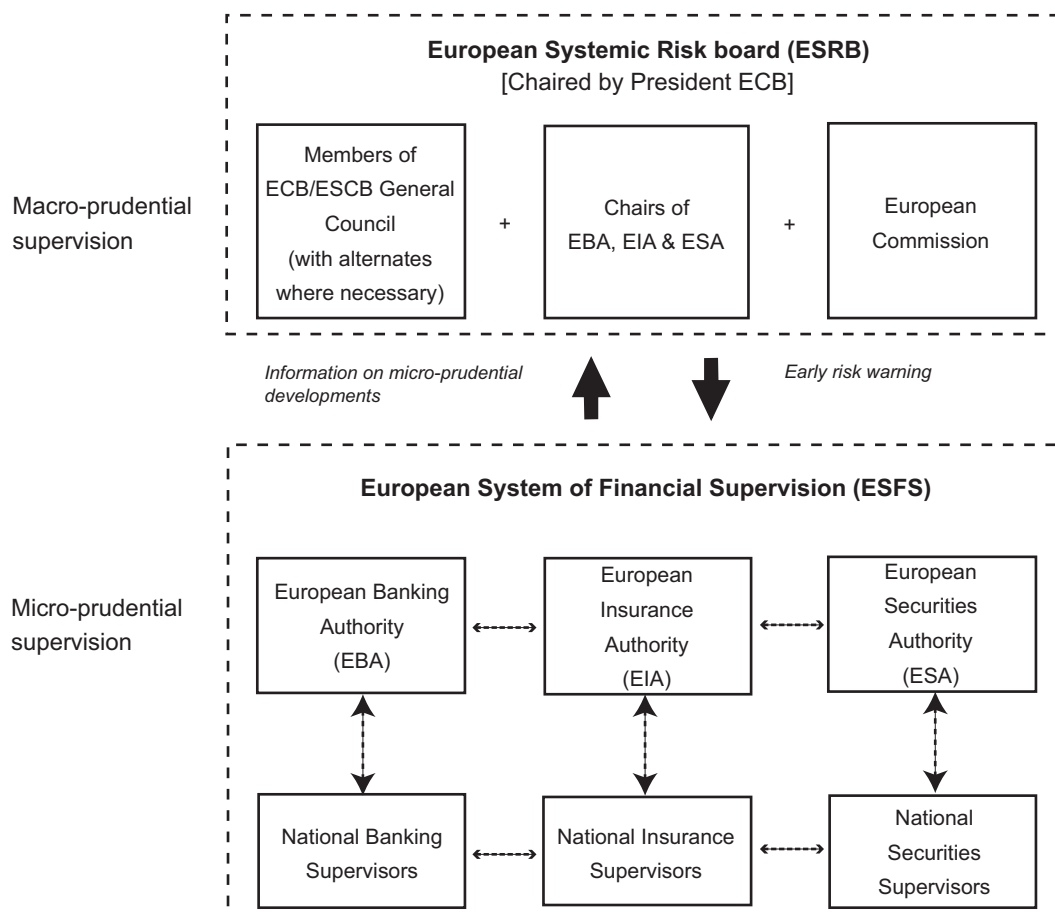 European Systemic Risk board (ESRB)
[Chaired by President ECB]
Macro-prudential
supervision
Members of
ECB/ESCB General
Council
(with alternates
where necessary)
+
Chairs of
EBA, EIA & ESA
+
European
Commission
Information on micro-prudential
developments
Early risk warning
European System of Financial Supervision (ESFS)
Micro-prudential
supervision
European Banking
Authority
(EBA)
European
Insurance
Authority
(EIA)
European
Securities
Authority
(ESA)
National Banking
Supervisors
National Insurance
Supervisors
National
Securities
Supervisors